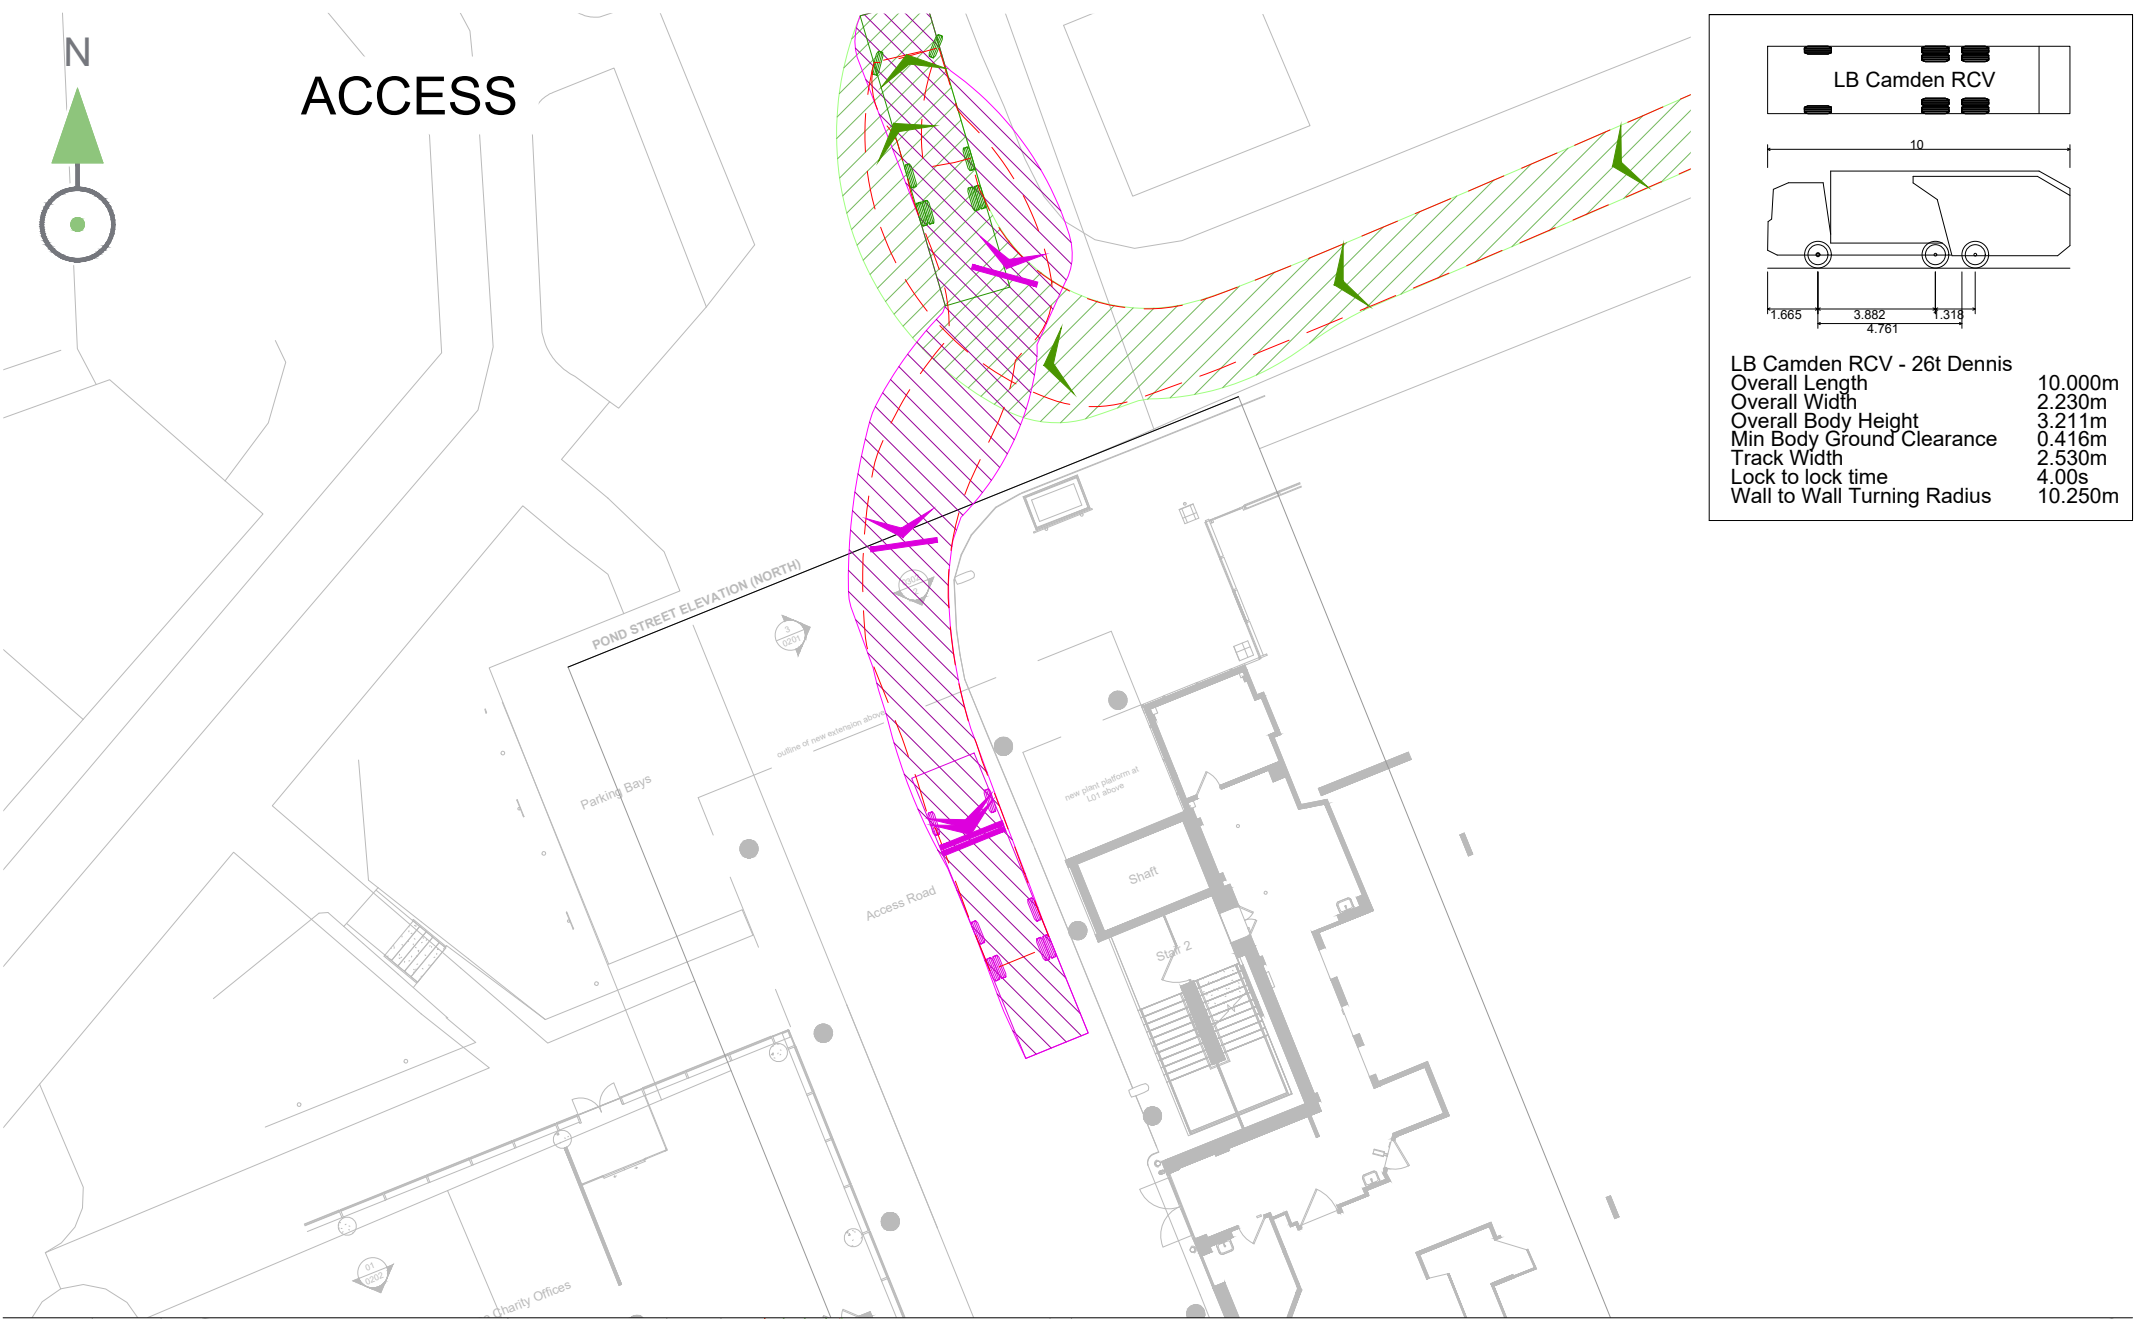 N
ACCESS
LB Camden RCV
10
1.665
3.882
1.318
4.761
LB Camden RCV - 26t Dennis
Overall Length 10.000m
Overall Width 2.230m
Overall Body Height 3.211m
Min Body Ground Clearance 0.416m
Track Width 2.530m
Lock to lock time 4.00s
Wall to Wall Turning Radius 10.250m
POND STREET ELEVATION (NORTH)
3
0201
outline of new extension above
Parking Bays
new plant platform at
L01 above
Shaft
Access Road
Stair 2
01
0202
Charity Offices